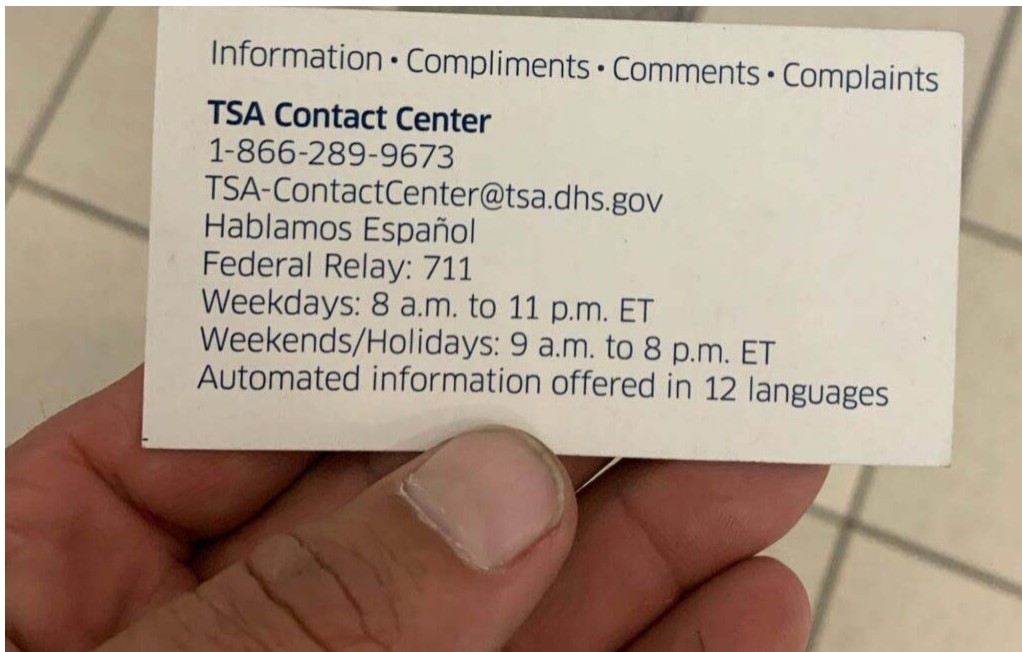 Information • Compliments • Comments • Complaints
TSA Contact Center
1-866-289-9673
TSA-ContactCenter@tsa.dhs.gov
Hablamos Español
Federal Relay: 711
Weekdays: 8 a.m. to 11 p.m. ET
Weekends/Holidays: 9 a.m. to 8 p.m. ET
Automated information offered in 12 languages